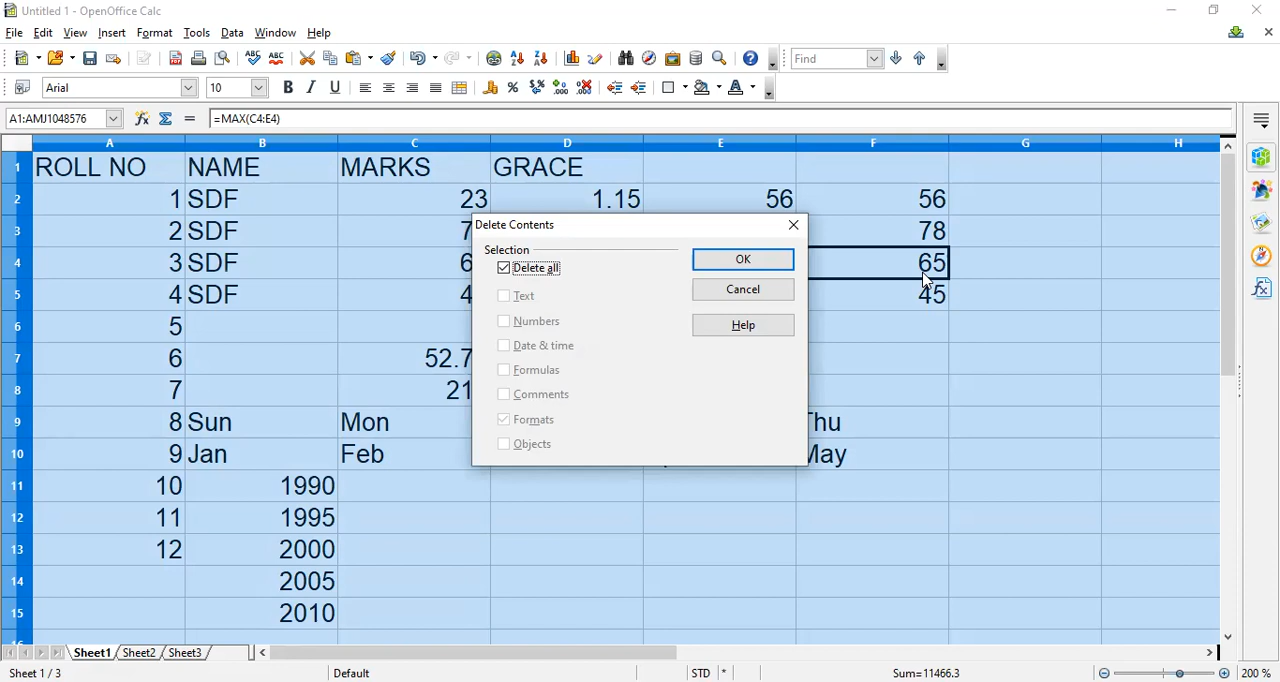 Untitled 1 - OpenOffice Calc
File Edit View Insert Format Tools Data Window Help
Find
Arial 10 B I U
A1:AMJ1048576 =MAX(C4:E4)
A B C D E F G H
1 ROLL NO NAME MARKS GRACE
2 1 SDF 23 1.15 56 56
3 2 SDF 7 78
4 3 SDF 6 65
5 4 SDF 4 45
6 5
7 6 52.7
8 7 21
9 8 Sun Mon Thu
10 9 Jan Feb May
11 10 1990
12 11 1995
13 12 2000
14 2005
15 2010
Delete Contents
Selection
Delete all
Text
Numbers
Date & time
Formulas
Comments
Formats
Objects
OK
Cancel
Help
Sheet1 Sheet2 Sheet3
Sheet 1 / 3 Default STD * Sum=11466.3 200 %